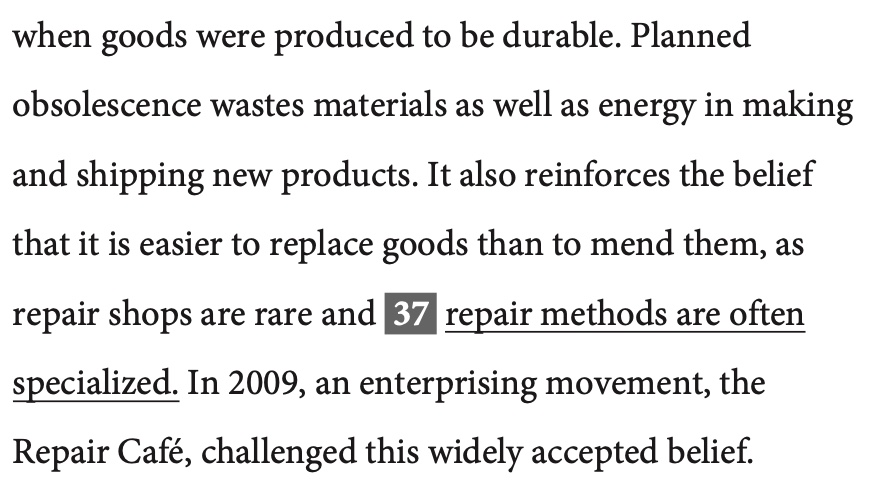 when goods were produced to be durable. Planned
obsolescence wastes materials as well as energy in making
and shipping new products. It also reinforces the belief
that it is easier to replace goods than to mend them, as
repair shops are rare and 37 repair methods are often
specialized. In 2009, an enterprising movement, the
Repair Café, challenged this widely accepted belief.